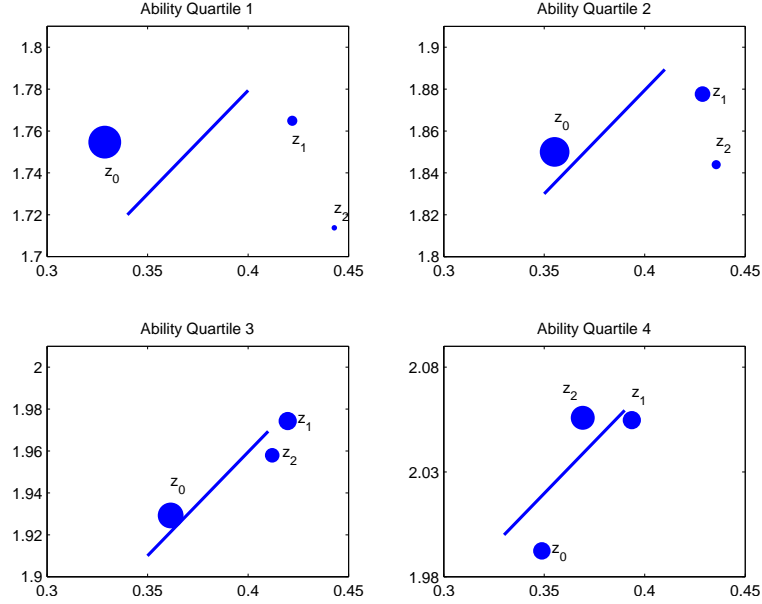 Ability Quartile 1
1.8
1.78
1.76
1.74
1.72
1.7
0.3 0.35 0.4 0.45
z0
z1
z2
Ability Quartile 2
1.9
1.88
1.86
1.84
1.82
1.8
0.3 0.35 0.4 0.45
z0
z1
z2
Ability Quartile 3
2
1.98
1.96
1.94
1.92
1.9
0.3 0.35 0.4 0.45
z1
z2
z0
Ability Quartile 4
2.08
2.03
1.98
0.3 0.35 0.4 0.45
z2
z1
z0